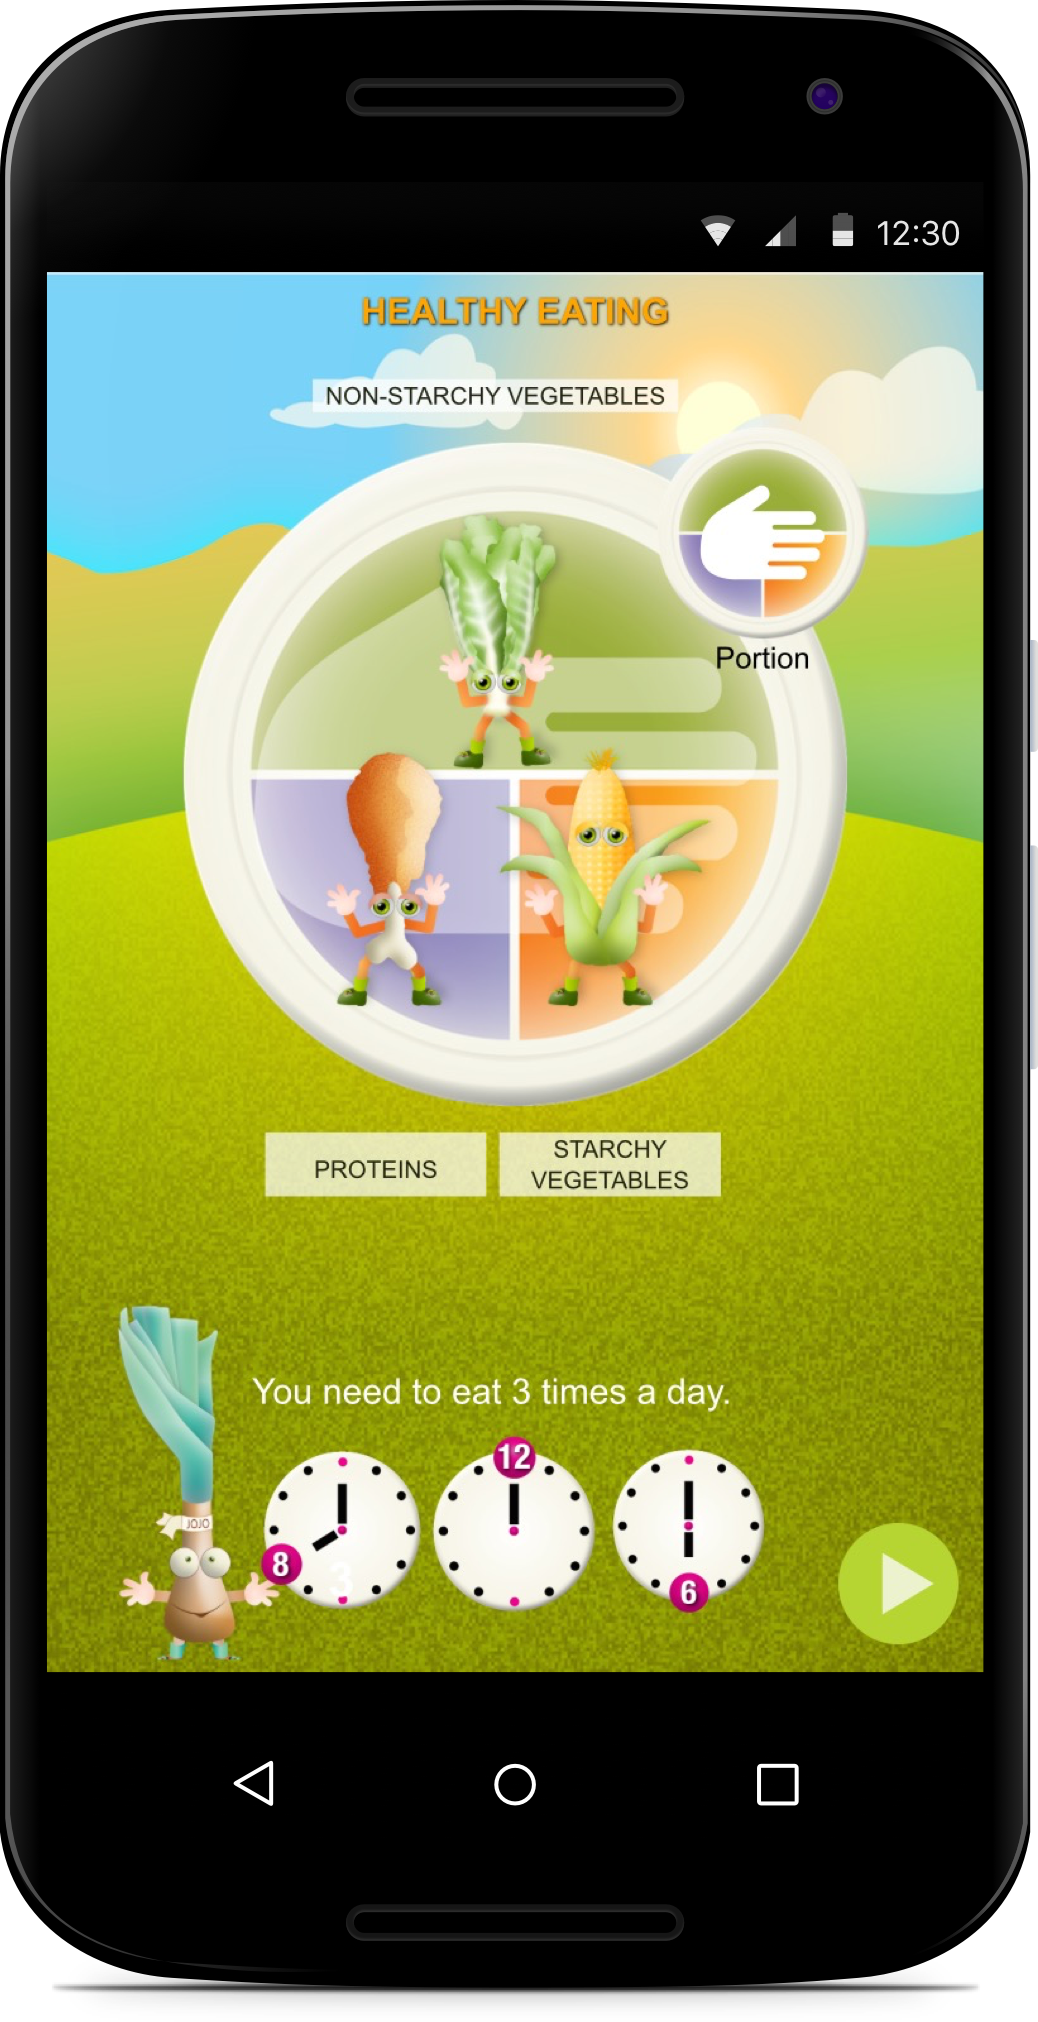 12:30
HEALTHY EATING
NON-STARCHY VEGETABLES
Portion
PROTEINS
STARCHY
VEGETABLES
You need to eat 3 times a day.
12
JOJO
8
3
6